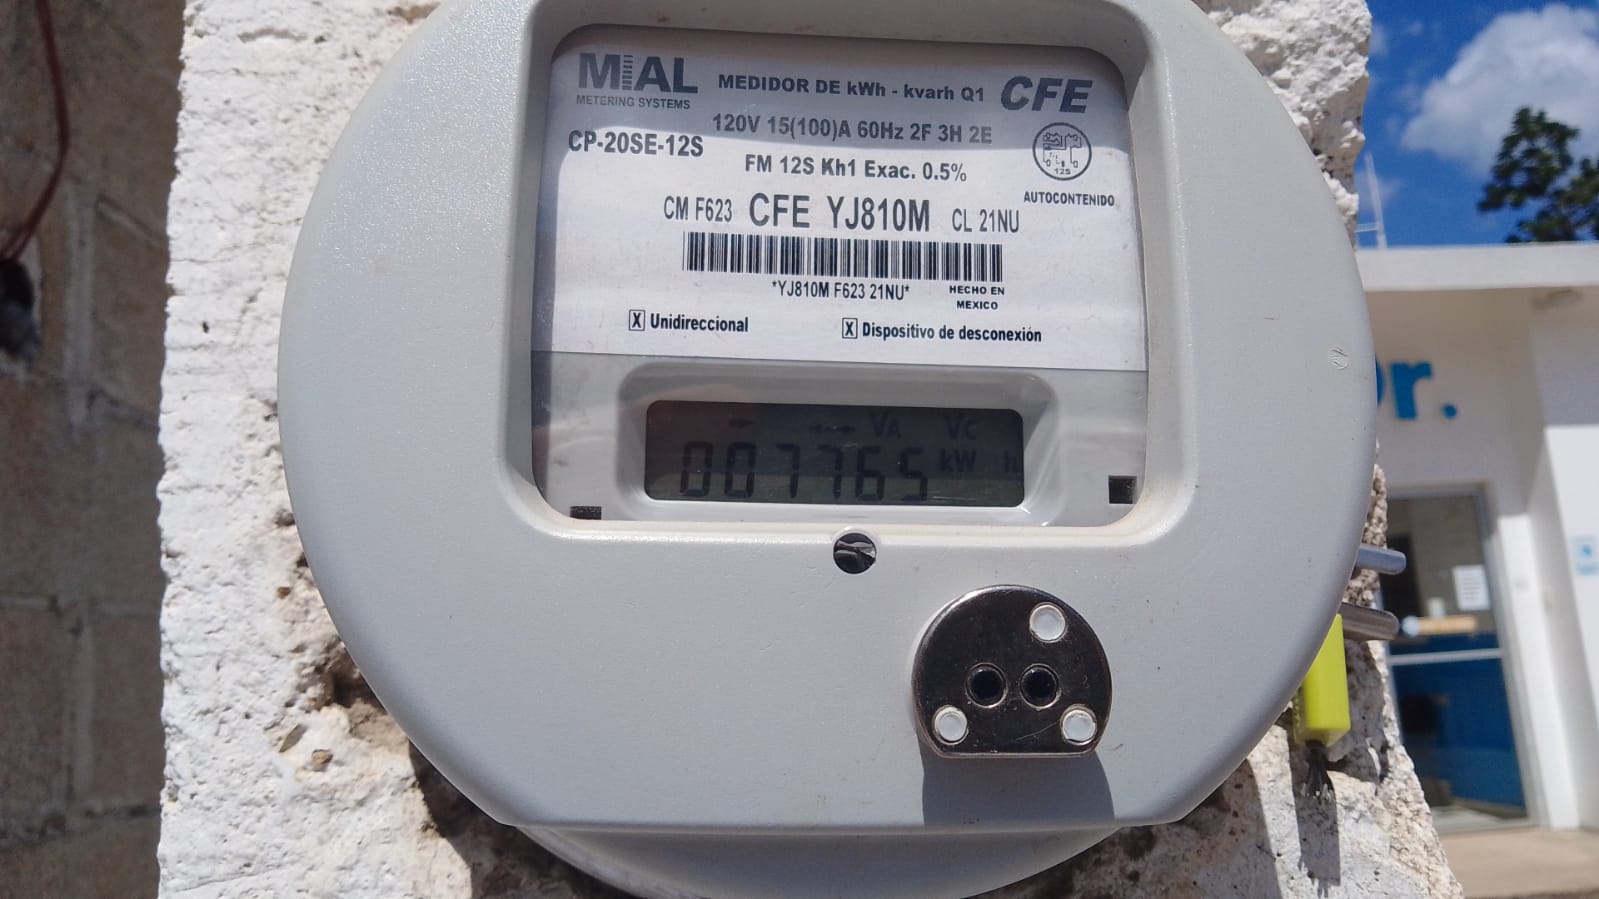 MIAL
METERING SYSTEMS
MEDIDOR DE kWh - kvarh Q1
CFE
120V 15(100)A 60Hz 2F 3H 2E
CP-20SE-12S
FM 12S Kh1 Exac. 0.5%
12S
AUTOCONTENIDO
CM F623 CFE YJ810M CL 21NU
*YJ810M F623 21NU*
HECHO EN
MEXICO
X Unidireccional
X Dispositivo de desconexión
VA VC
007765 kW h
r.